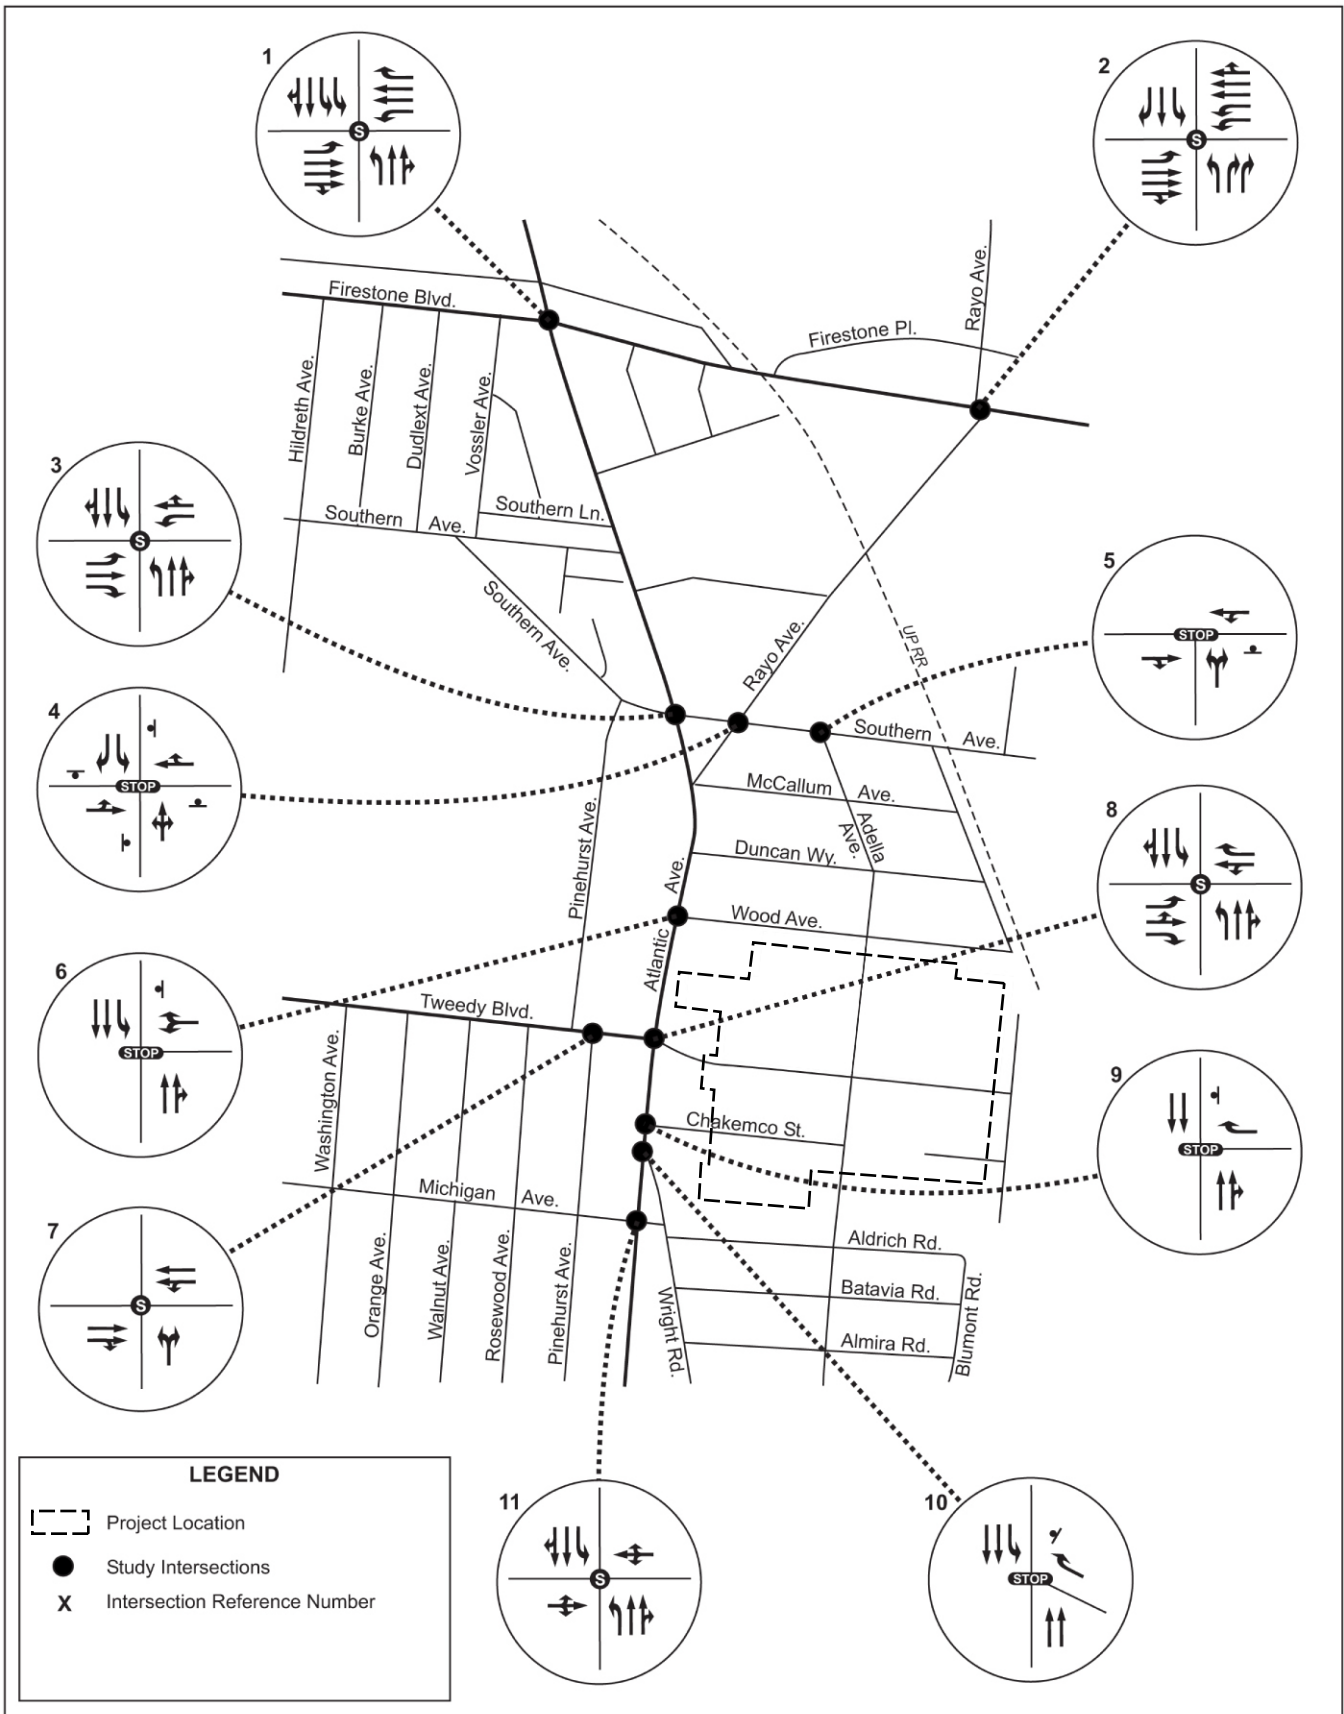 1
S
2
S
Firestone Blvd.
Firestone Pl.
Rayo Ave.
Hildreth Ave.
Burke Ave.
Dudlext Ave.
Vossler Ave.
3
S
Southern Ave.
Southern Ln.
Southern Ave.
Rayo Ave.
UP RR
5
STOP
4
STOP
Southern Ave.
McCallum Ave.
Adella Ave.
Pinehurst Ave.
Duncan Wy.
8
S
Atlantic Ave.
Wood Ave.
6
STOP
Tweedy Blvd.
Washington Ave.
9
STOP
Chakemco St.
Michigan Ave.
7
S
Orange Ave.
Walnut Ave.
Rosewood Ave.
Pinehurst Ave.
Wright Rd.
Aldrich Rd.
Batavia Rd.
Almira Rd.
Blumont Rd.
LEGEND
Project Location
Study Intersections
X Intersection Reference Number
11
S
10
STOP